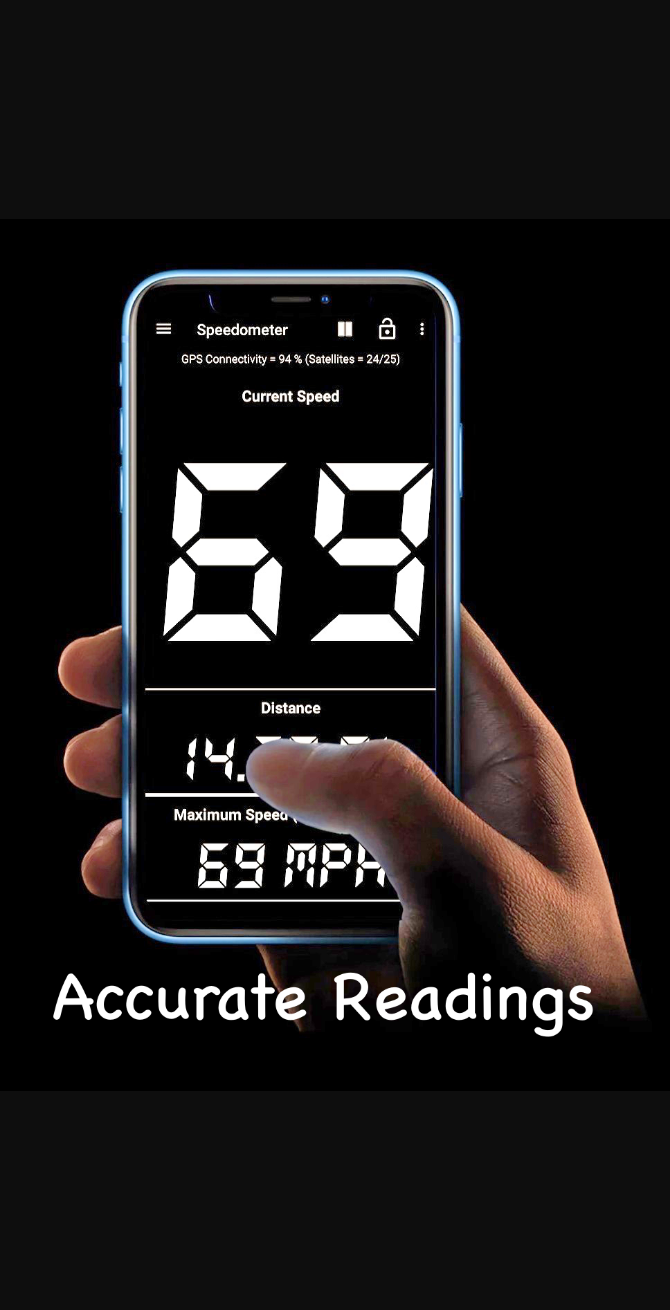 Speedometer
GPS Connectivity = 94 % (Satellites = 24/25)
Current Speed
69
Distance
14.
Maximum Speed
69 MPH
Accurate Readings